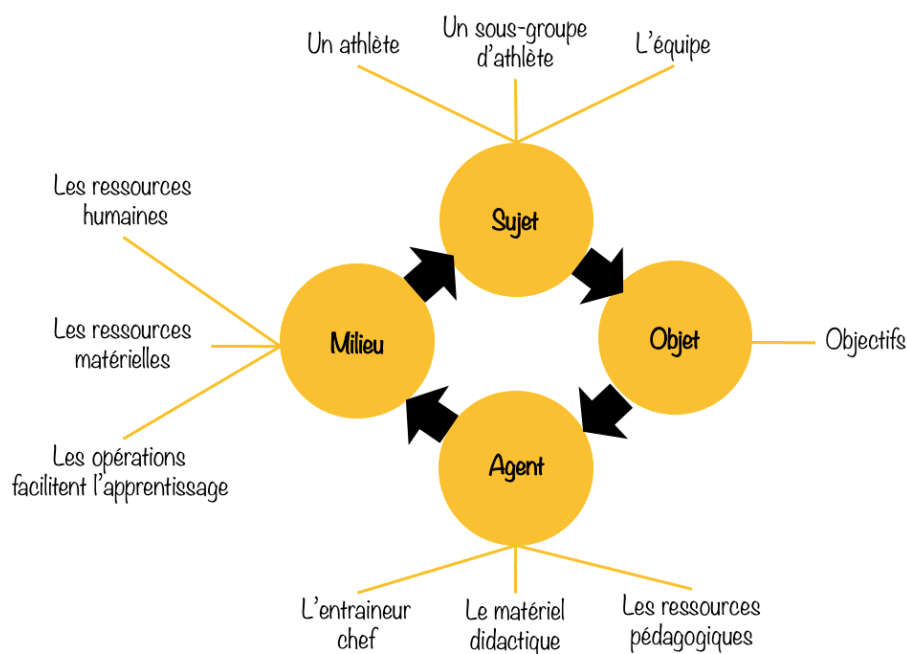 Un athlète
Un sous-groupe
d'athlète
L'équipe
Les ressources
humaines
Sujet
Les ressources
matérielles
Milieu
Objet
Objectifs
Les opérations
facilitent l'apprentissage
Agent
L'entraineur
chef
Le matériel
didactique
Les ressources
pédagogiques